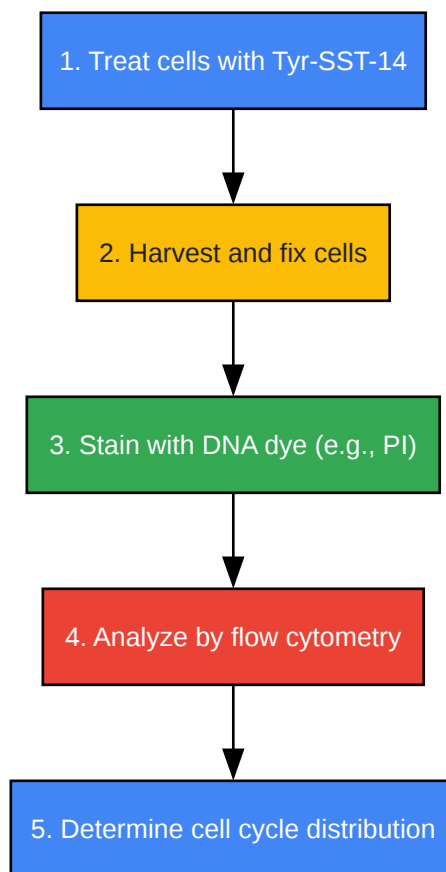 1. Treat cells with Tyr-SST-14
2. Harvest and fix cells
3. Stain with DNA dye (e.g., PI)
4. Analyze by flow cytometry
5. Determine cell cycle distribution